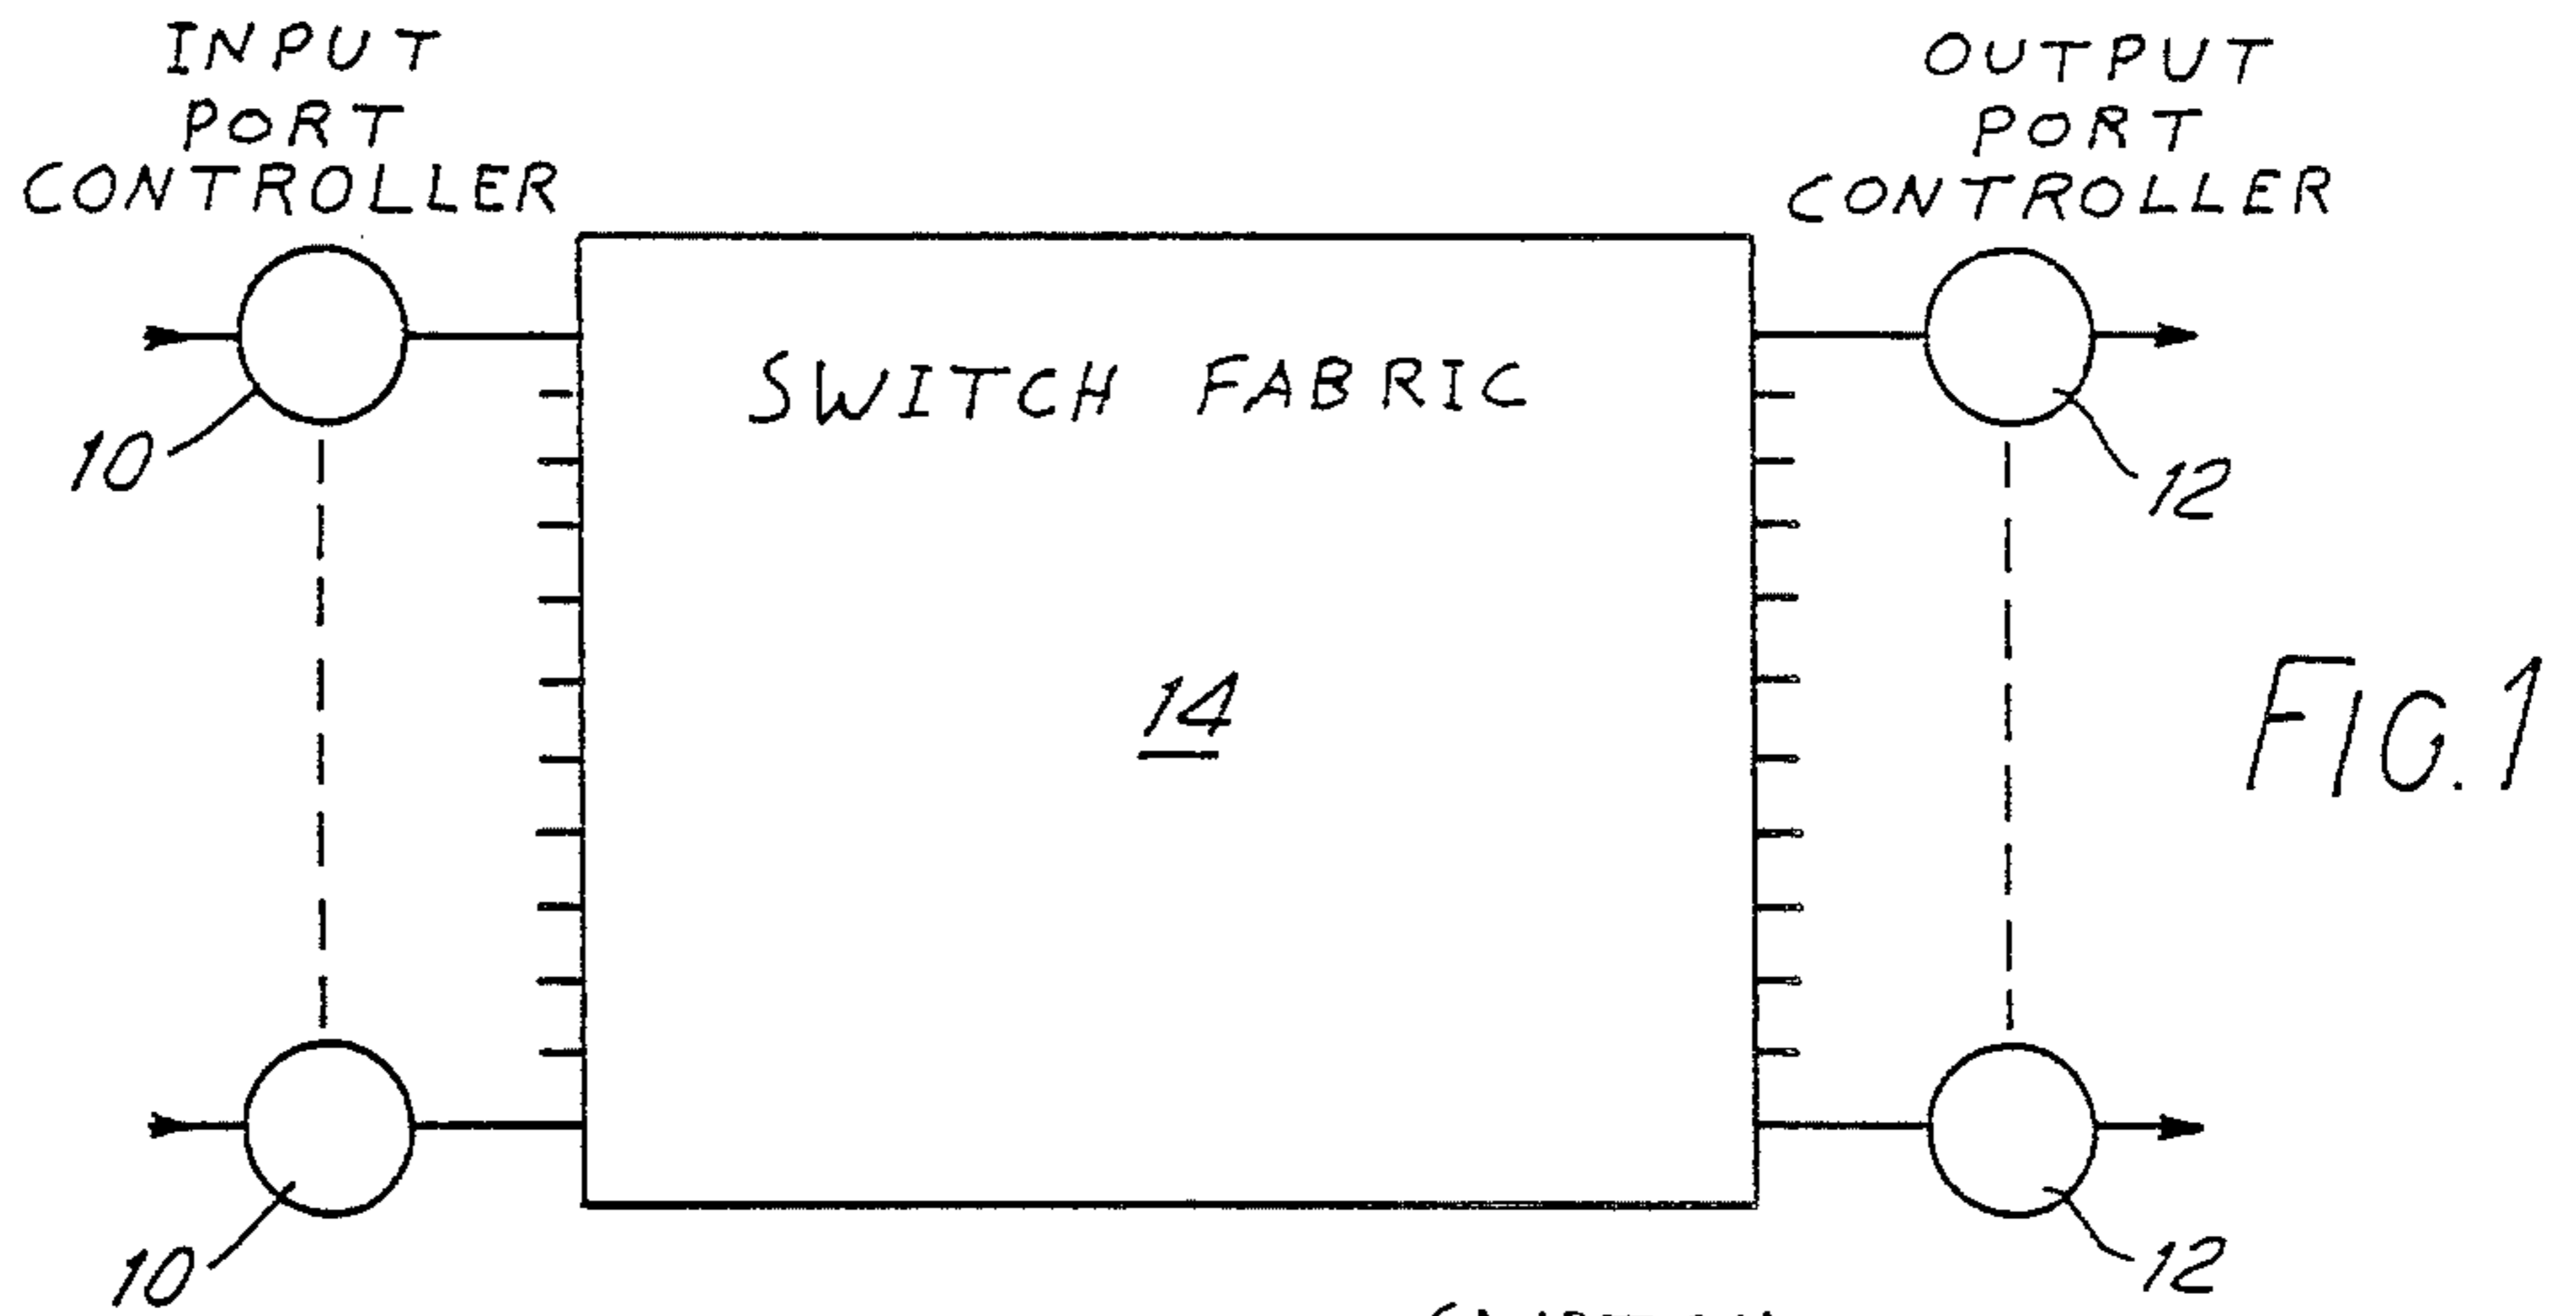 INPUT
PORT
CONTROLLER
OUTPUT
PORT
CONTROLLER
SWITCH FABRIC
10
12
14
FIG. 1
10
12